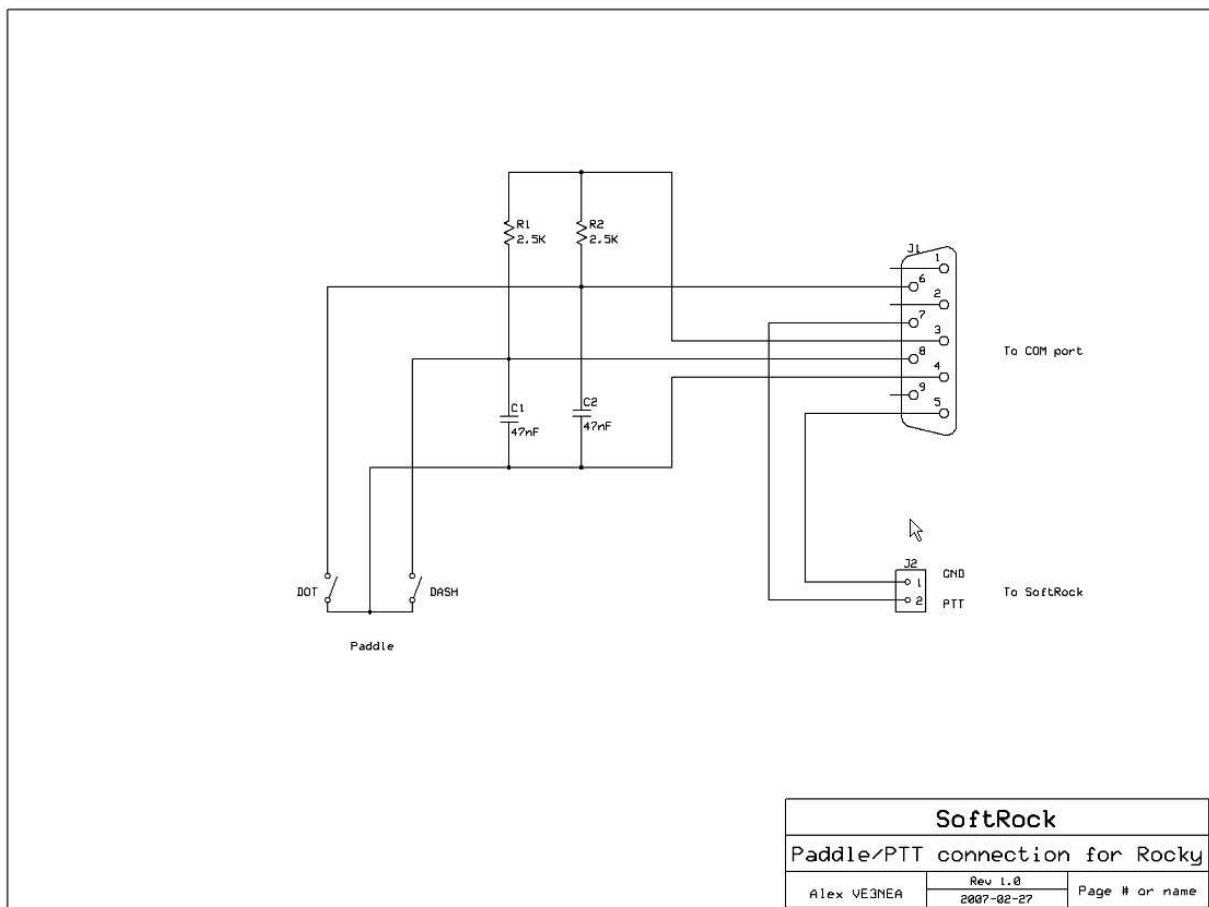 R1
2.5K
R2
2.5K
J1
1
6
2
7
3
8
4
9
5
To COM port
C1
47nF
C2
47nF
DOT
DASH
Paddle
J2
1
GND
2
PTT
To SoftRock
SoftRock
Paddle/PTT connection for Rocky
Alex VE3NEA
Rev 1.0
2007-02-27
Page # or name